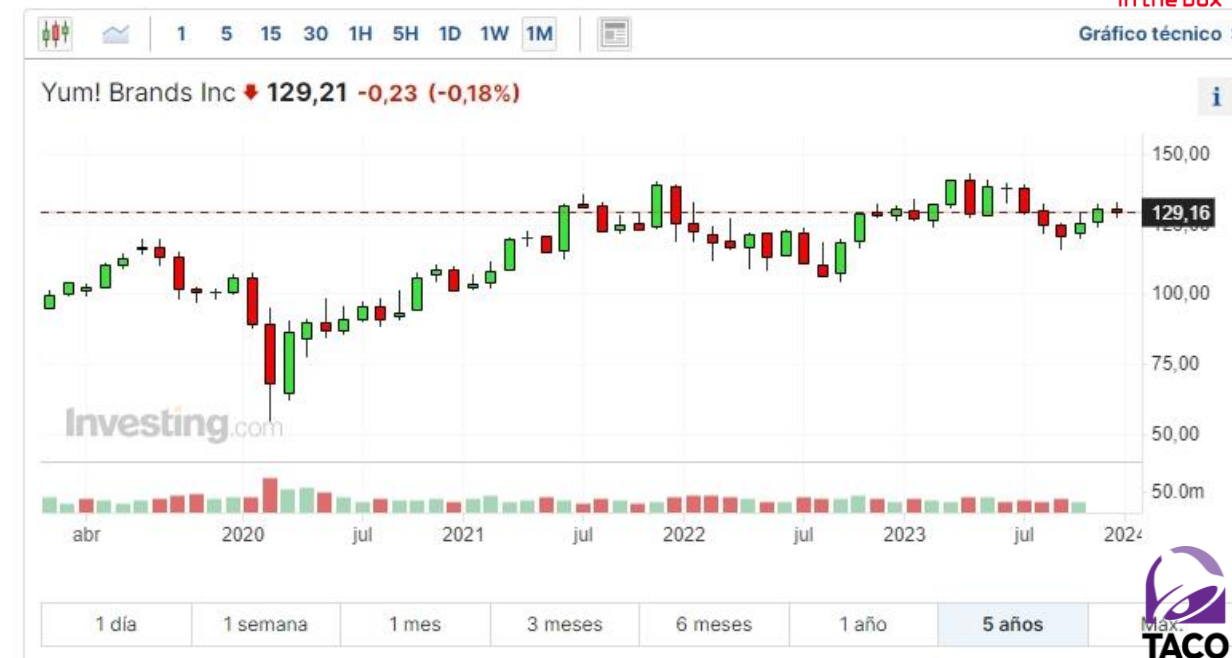 in the box
1 5 15 30 1H 5H 1D 1W 1M
Gráfico técnico
Yum! Brands Inc 129,21 -0,23 (-0,18%)
i
150,00
129,16
100,00
75,00
Investing.com
50,00
50.0m
abr 2020 jul 2021 jul 2022 jul 2023 jul 2024
1 día 1 semana 1 mes 3 meses 6 meses 1 año 5 años Máx.
TACO